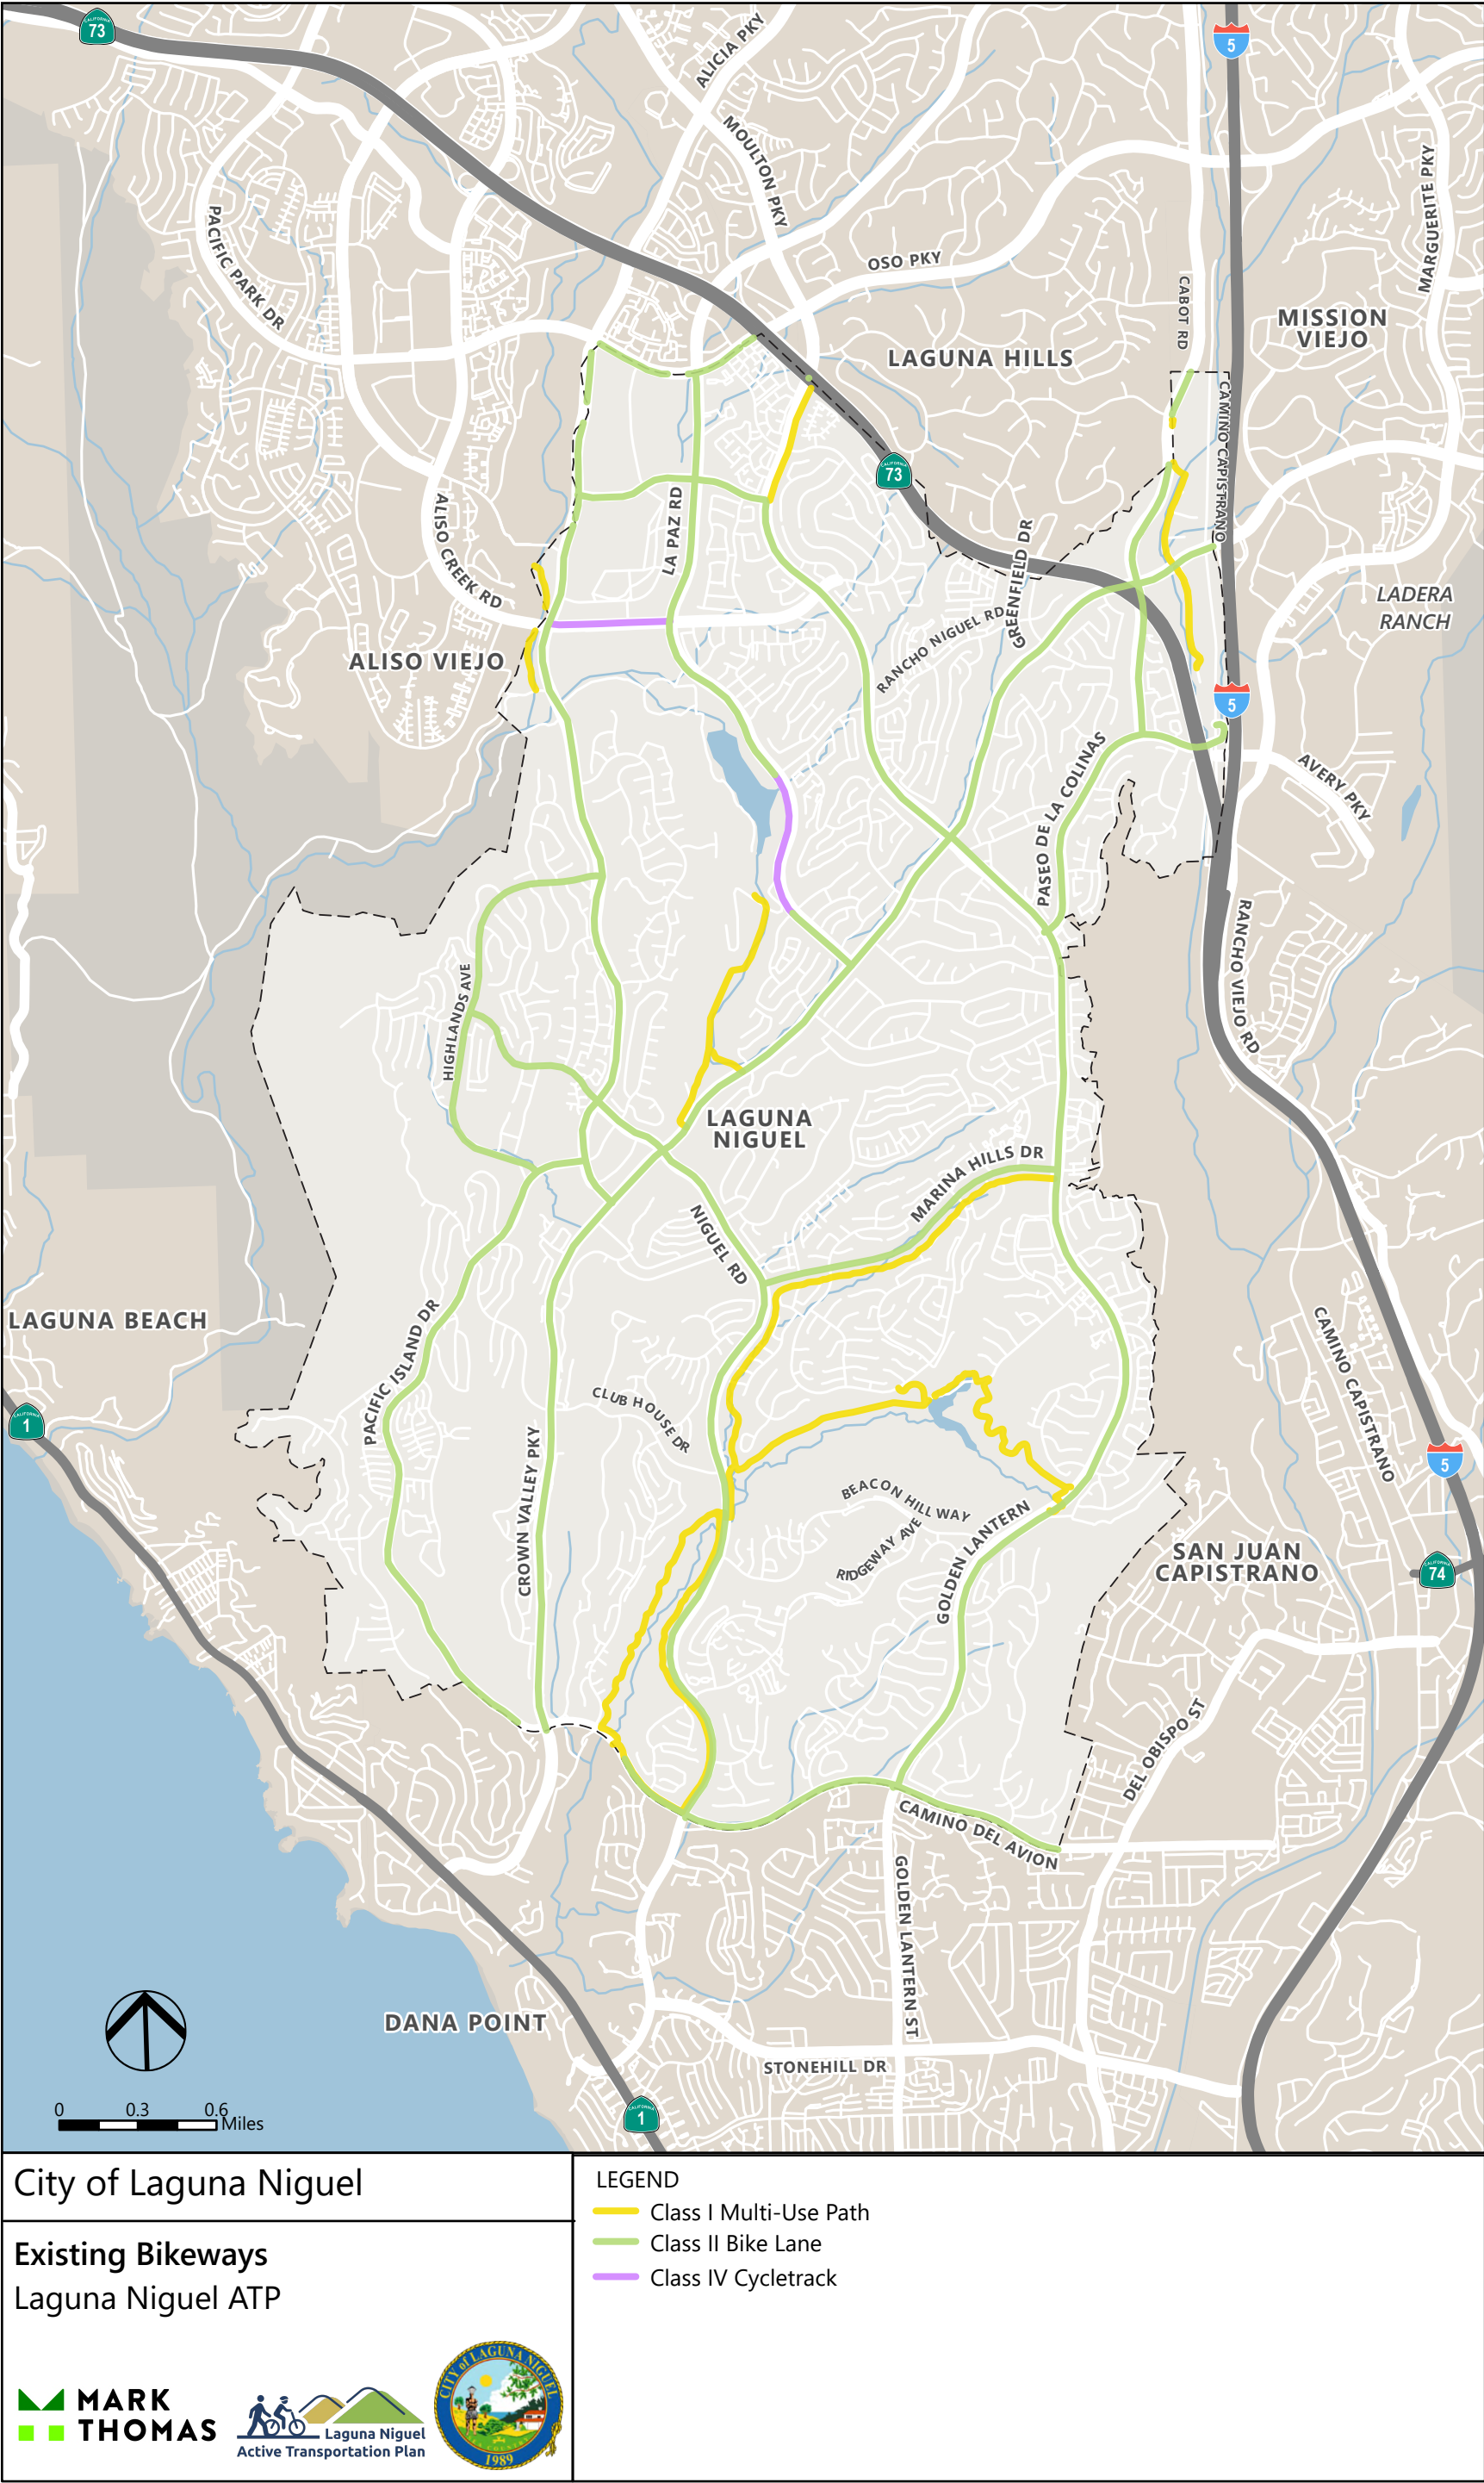 CALIFORNIA
73
ALICIA PKY
5
MOULTON PKY
MARGUERITE PKY
PACIFIC PARK DR
OSO PKY
CABOT RD
MISSION
VIEJO
LAGUNA HILLS
CAMINO CAPISTRANO
CALIFORNIA
73
LA PAZ RD
ALISO CREEK RD
GREENFIELD DR
RANCHO NIGUEL RD
LADERA
RANCH
ALISO VIEJO
5
PASEO DE LA COLINAS
AVERY PKY
RANCHO VIEJO RD
HIGHLANDS AVE
LAGUNA
NIGUEL
MARINA HILLS DR
NIGUEL RD
LAGUNA BEACH
PACIFIC ISLAND DR
CAMINO CAPISTRANO
CLUB HOUSE DR
CALIFORNIA
1
CROWN VALLEY PKY
5
BEACON HILL WAY
RIDGEWAY AVE
GOLDEN LANTERN
SAN JUAN
CAPISTRANO
CALIFORNIA
74
DEL OBISPO ST
CAMINO DEL AVION
GOLDEN LANTERN ST
DANA POINT
STONEHILL DR
0 0.3 0.6
Miles
CALIFORNIA
1
City of Laguna Niguel
Existing Bikeways
Laguna Niguel ATP
MARK
THOMAS
Laguna Niguel
Active Transportation Plan
CITY of LAGUNA NIGUEL
1989
LEGEND
Class I Multi-Use Path
Class II Bike Lane
Class IV Cycletrack